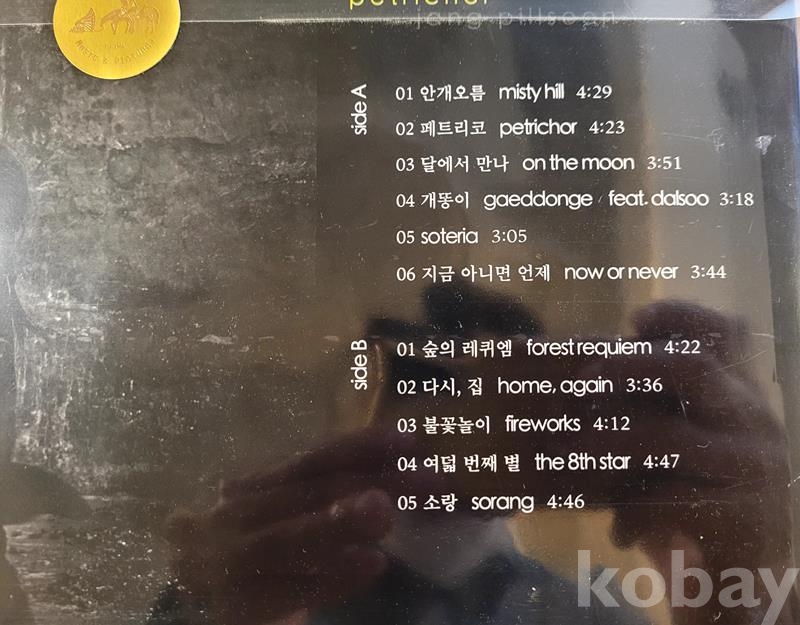 petrichor
jang pillsoon
MUSIC & PICTURES
side A
01 안개오름 misty hill 4:29
02 페트리코 petrichor 4:23
03 달에서 만나 on the moon 3:51
04 개똥이 gaeddonge feat. dalsoo 3:18
05 soteria 3:05
06 지금 아니면 언제 now or never 3:44
side B
01 숲의 레퀴엠 forest requiem 4:22
02 다시, 집 home, again 3:36
03 불꽃놀이 fireworks 4:12
04 여덟 번째 별 the 8th star 4:47
05 소랑 sorang 4:46
kobay